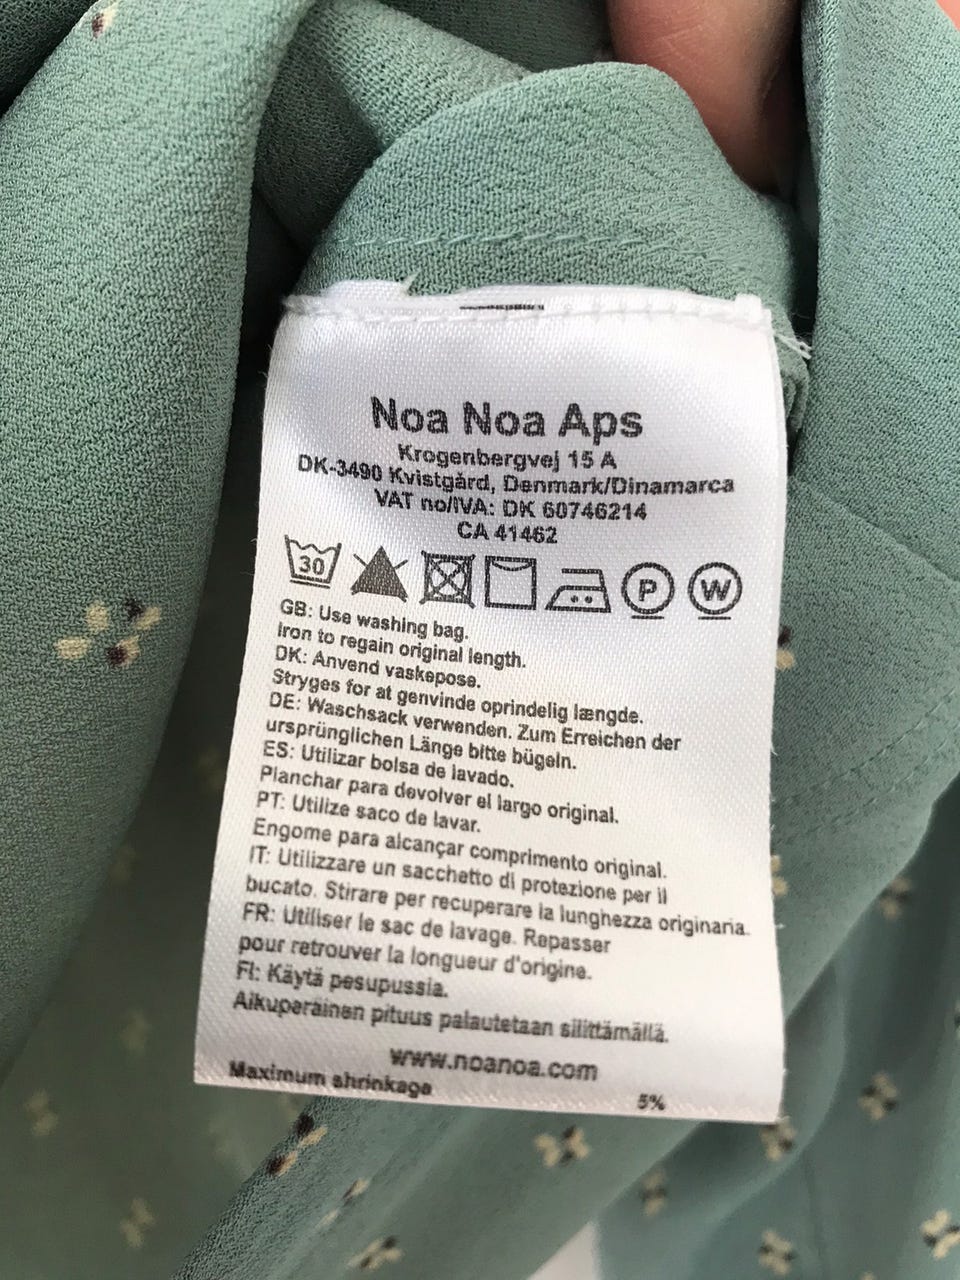 Noa Noa Aps
Krogenbergvej 15 A
DK-3490 Kvistgård, Denmark/Dinamarca
VAT no/IVA: DK 60746214
CA 41462
30 P W
GB: Use washing bag.
Iron to regain original length.
DK: Anvend vaskepose.
Stryges for at genvinde oprindelig længde.
DE: Waschsack verwenden. Zum Erreichen der
ursprünglichen Länge bitte bügeln.
ES: Utilizar bolsa de lavado.
Planchar para devolver el largo original.
PT: Utilize saco de lavar.
Engome para alcançar comprimento original.
IT: Utilizzare un sacchetto di protezione per il
bucato. Stirare per recuperare la lunghezza originaria.
FR: Utiliser le sac de lavage. Repasser
pour retrouver la longueur d'origine.
FI: Käytä pesupussia.
Alkuperäinen pituus palautetaan silittämällä.
www.noanoa.com
Maximum shrinkage 5%